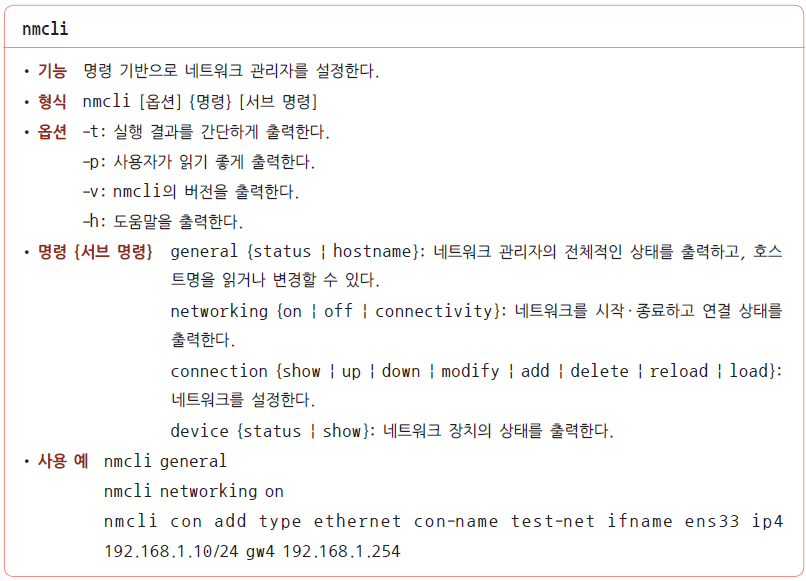 nmcli
• 기능 명령 기반으로 네트워크 관리자를 설정한다.
• 형식 nmcli [옵션] {명령} [서브 명령]
• 옵션 -t: 실행 결과를 간단하게 출력한다.
-p: 사용자가 읽기 좋게 출력한다.
-v: nmcli의 버전을 출력한다.
-h: 도움말을 출력한다.
• 명령 {서브 명령} general {status ¦ hostname}: 네트워크 관리자의 전체적인 상태를 출력하고, 호스
트명을 읽거나 변경할 수 있다.
networking {on ¦ off ¦ connectivity}: 네트워크를 시작·종료하고 연결 상태를
출력한다.
connection {show ¦ up ¦ down ¦ modify ¦ add ¦ delete ¦ reload ¦ load}:
네트워크를 설정한다.
device {status ¦ show}: 네트워크 장치의 상태를 출력한다.
• 사용 예 nmcli general
nmcli networking on
nmcli con add type ethernet con-name test-net ifname ens33 ip4
192.168.1.10/24 gw4 192.168.1.254